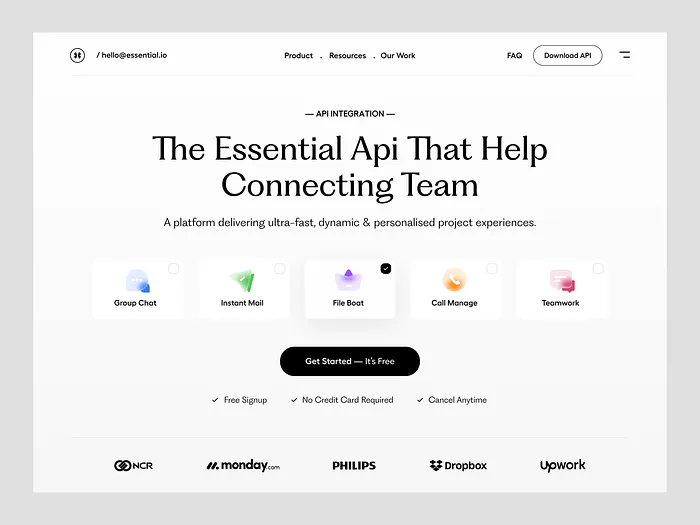 / hello@essential.io
Product . Resources . Our Work
FAQ
Download API
— API INTEGRATION —
The Essential Api That Help
Connecting Team
A platform delivering ultra-fast, dynamic & personalised project experiences.
Group Chat
Instant Mail
File Boat
Call Manage
Teamwork
Get Started — It's Free
Free Signup
No Credit Card Required
Cancel Anytime
NCR
monday.com
PHILIPS
Dropbox
Upwork